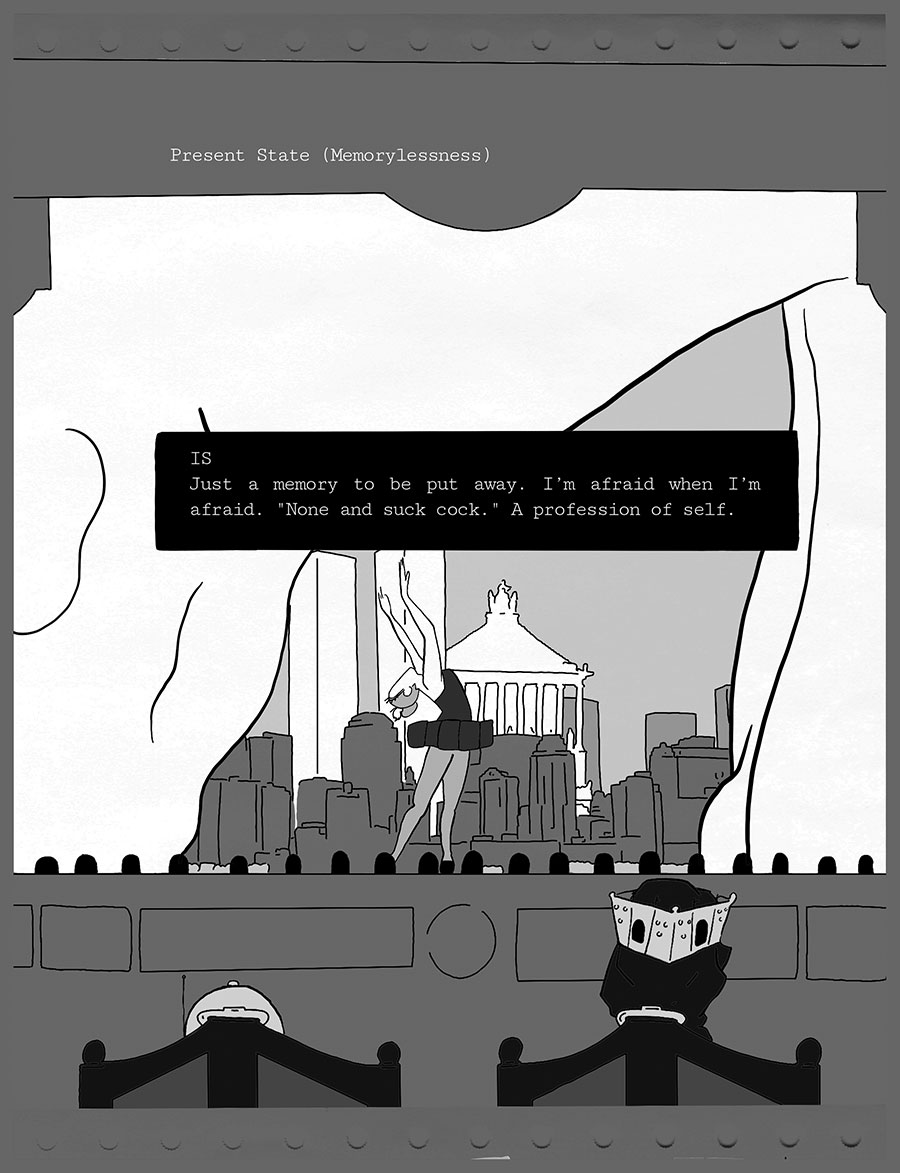 Present State (Memorylessness)
IS
Just a memory to be put away. I’m afraid when I’m
afraid. "None and suck cock." A profession of self.